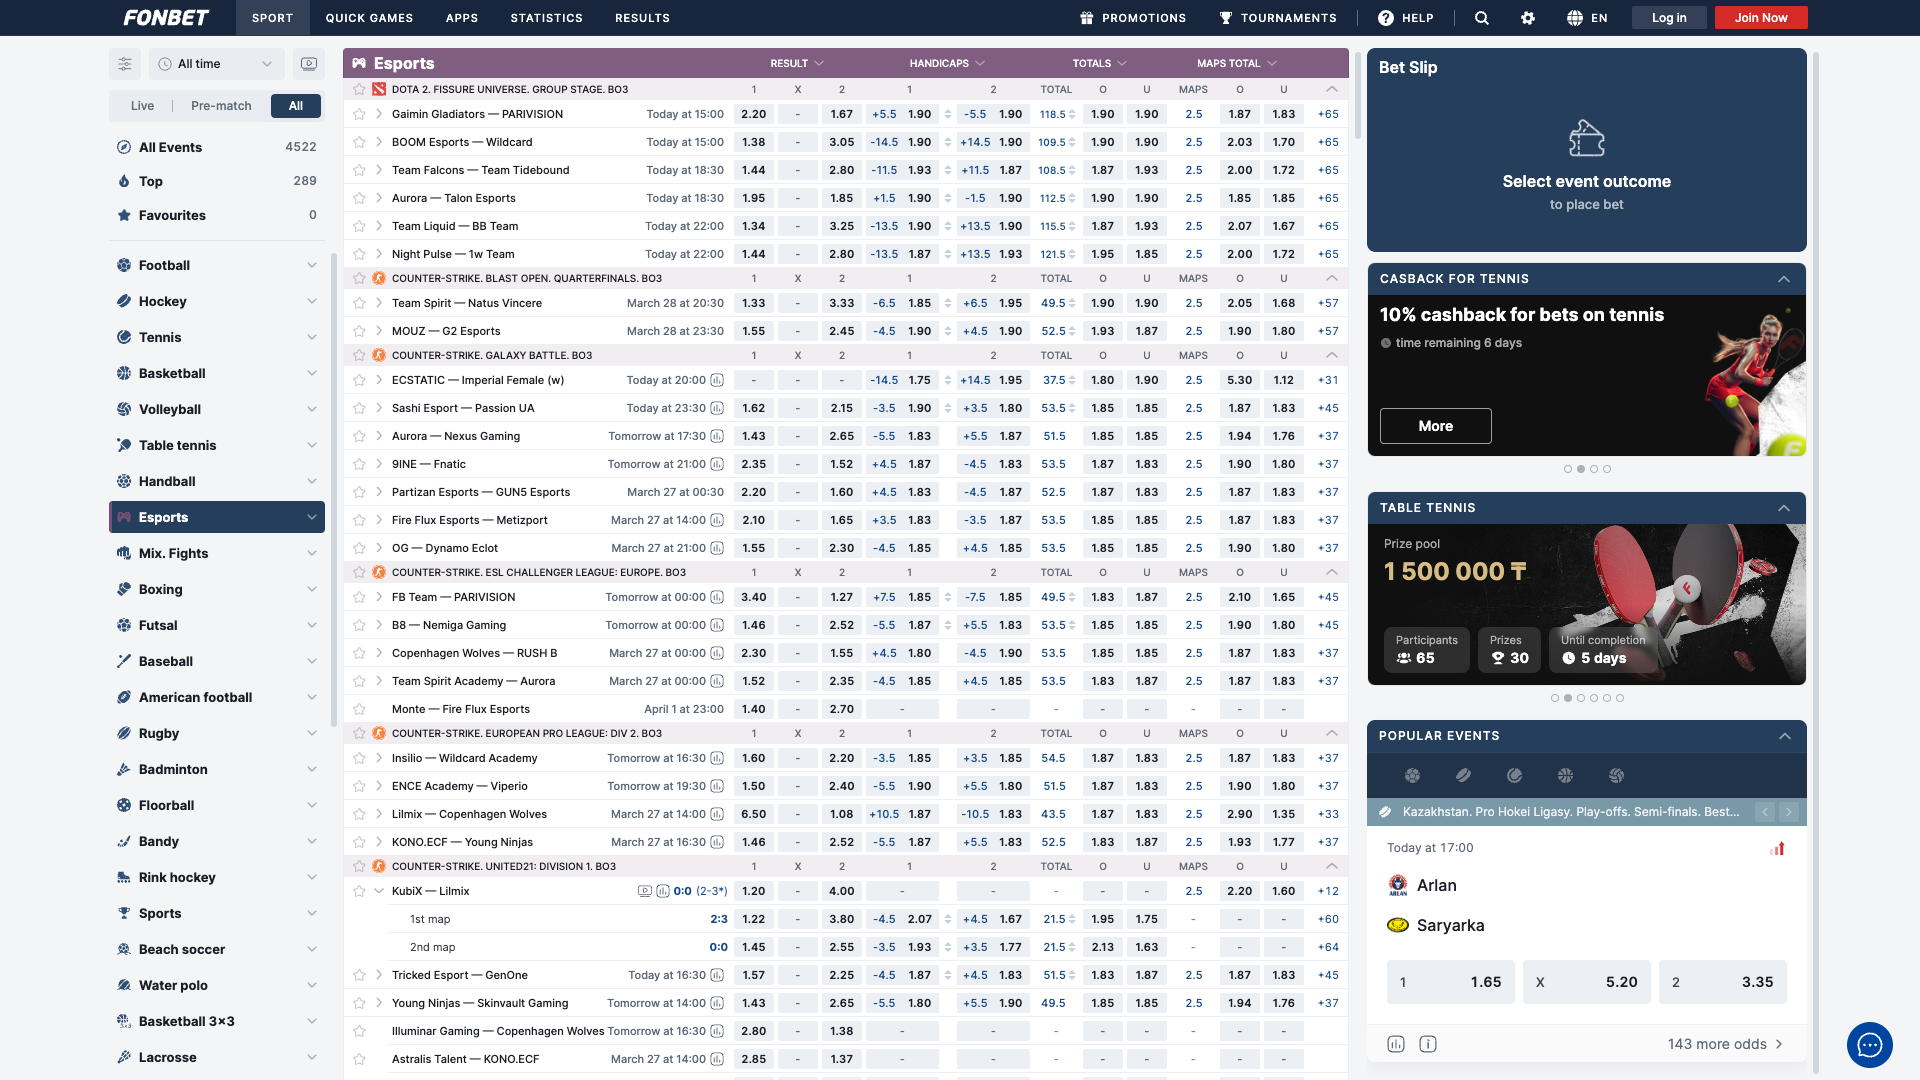 FONBET SPORT QUICK GAMES APPS STATISTICS RESULTS PROMOTIONS TOURNAMENTS HELP EN Log in Join Now
All time
Live Pre-match All
All Events 4522
Top 289
Favourites 0
Football
Hockey
Tennis
Basketball
Volleyball
Table tennis
Handball
Esports
Mix. Fights
Boxing
Futsal
Baseball
American football
Rugby
Badminton
Floorball
Bandy
Rink hockey
Sports
Beach soccer
Water polo
Basketball 3x3
Lacrosse
Esports RESULT HANDICAPS TOTALS MAPS TOTAL
DOTA 2. FISSURE UNIVERSE. GROUP STAGE. BO3 1 X 2 1 2 TOTAL O U MAPS O U
Gaimin Gladiators — PARIVISION Today at 15:00 2.20 - 1.67 +5.5 1.90 -5.5 1.90 118.5 1.90 1.90 2.5 1.87 1.83 +65
BOOM Esports — Wildcard Today at 15:00 1.38 - 3.05 -14.5 1.90 +14.5 1.90 109.5 1.90 1.90 2.5 2.03 1.70 +65
Team Falcons — Team Tidebound Today at 18:30 1.44 - 2.80 -11.5 1.93 +11.5 1.87 108.5 1.87 1.93 2.5 2.00 1.72 +65
Aurora — Talon Esports Today at 18:30 1.95 - 1.85 +1.5 1.90 -1.5 1.90 112.5 1.90 1.90 2.5 1.85 1.85 +65
Team Liquid — BB Team Today at 22:00 1.34 - 3.25 -13.5 1.90 +13.5 1.90 115.5 1.87 1.93 2.5 2.07 1.67 +65
Night Pulse — 1w Team Today at 22:00 1.44 - 2.80 -13.5 1.87 +13.5 1.93 121.5 1.95 1.85 2.5 2.00 1.72 +65
COUNTER-STRIKE. BLAST OPEN. QUARTERFINALS. BO3 1 X 2 1 2 TOTAL O U MAPS O U
Team Spirit — Natus Vincere March 28 at 20:30 1.33 - 3.33 -6.5 1.85 +6.5 1.95 49.5 1.90 1.90 2.5 2.05 1.68 +57
MOUZ — G2 Esports March 28 at 23:30 1.55 - 2.45 -4.5 1.90 +4.5 1.90 52.5 1.93 1.87 2.5 1.90 1.80 +57
COUNTER-STRIKE. GALAXY BATTLE. BO3 1 X 2 1 2 TOTAL O U MAPS O U
ECSTATIC — Imperial Female (w) Today at 20:00 - - - -14.5 1.75 +14.5 1.95 37.5 1.80 1.90 2.5 5.30 1.12 +31
Sashi Esport — Passion UA Today at 23:30 1.62 - 2.15 -3.5 1.90 +3.5 1.80 53.5 1.85 1.85 2.5 1.87 1.83 +45
Aurora — Nexus Gaming Tomorrow at 17:30 1.43 - 2.65 -5.5 1.83 +5.5 1.87 51.5 1.85 1.85 2.5 1.94 1.76 +37
9INE — Fnatic Tomorrow at 21:00 2.35 - 1.52 +4.5 1.87 -4.5 1.83 53.5 1.87 1.83 2.5 1.90 1.80 +37
Partizan Esports — GUN5 Esports March 27 at 00:30 2.20 - 1.60 +4.5 1.83 -4.5 1.87 52.5 1.87 1.83 2.5 1.87 1.83 +37
Fire Flux Esports — Metizport March 27 at 14:00 2.10 - 1.65 +3.5 1.83 -3.5 1.87 53.5 1.85 1.85 2.5 1.87 1.83 +37
OG — Dynamo Eclot March 27 at 21:00 1.55 - 2.30 -4.5 1.85 +4.5 1.85 53.5 1.85 1.85 2.5 1.90 1.80 +37
COUNTER-STRIKE. ESL CHALLENGER LEAGUE: EUROPE. BO3 1 X 2 1 2 TOTAL O U MAPS O U
FB Team — PARIVISION Tomorrow at 00:00 3.40 - 1.27 +7.5 1.85 -7.5 1.85 49.5 1.83 1.87 2.5 2.10 1.65 +45
B8 — Nemiga Gaming Tomorrow at 00:00 1.46 - 2.52 -5.5 1.87 +5.5 1.83 53.5 1.85 1.85 2.5 1.90 1.80 +45
Copenhagen Wolves — RUSH B March 27 at 00:00 2.30 - 1.55 +4.5 1.80 -4.5 1.90 53.5 1.85 1.85 2.5 1.87 1.83 +37
Team Spirit Academy — Aurora March 27 at 00:00 1.52 - 2.35 -4.5 1.85 +4.5 1.85 53.5 1.83 1.87 2.5 1.87 1.83 +37
Monte — Fire Flux Esports April 1 at 23:00 1.40 - 2.70 - - - - - - - -
COUNTER-STRIKE. EUROPEAN PRO LEAGUE: DIV 2. BO3 1 X 2 1 2 TOTAL O U MAPS O U
Insilio — Wildcard Academy Tomorrow at 16:30 1.60 - 2.20 -3.5 1.85 +3.5 1.85 54.5 1.87 1.83 2.5 1.87 1.83 +37
ENCE Academy — Viperio Tomorrow at 19:30 1.50 - 2.40 -5.5 1.90 +5.5 1.80 51.5 1.87 1.83 2.5 1.90 1.80 +37
Lilmix — Copenhagen Wolves March 27 at 14:00 6.50 - 1.08 +10.5 1.87 -10.5 1.83 43.5 1.87 1.83 2.5 2.90 1.35 +33
KONO.ECF — Young Ninjas March 27 at 16:30 1.46 - 2.52 -5.5 1.87 +5.5 1.83 52.5 1.83 1.87 2.5 1.93 1.77 +37
COUNTER-STRIKE. UNITED21: DIVISION 1. BO3 1 X 2 1 2 TOTAL O U MAPS O U
KubiX — Lilmix 0:0 (2-3*) 1.20 - 4.00 - - - - - 2.5 2.20 1.60 +12
1st map 2:3 1.22 - 3.80 -4.5 2.07 +4.5 1.67 21.5 1.95 1.75 - - - +60
2nd map 0:0 1.45 - 2.55 -3.5 1.93 +3.5 1.77 21.5 2.13 1.63 - - - +64
Tricked Esport — GenOne Today at 16:30 1.57 - 2.25 -4.5 1.87 +4.5 1.83 51.5 1.83 1.87 2.5 1.87 1.83 +45
Young Ninjas — Skinvault Gaming Tomorrow at 14:00 1.43 - 2.65 -5.5 1.80 +5.5 1.90 49.5 1.85 1.85 2.5 1.94 1.76 +37
Illuminar Gaming — Copenhagen Wolves Tomorrow at 16:30 2.80 - 1.38 - - - - - - - -
Astralis Talent — KONO.ECF March 27 at 14:00 2.85 - 1.37 - - - - - - - -
Bet Slip
Select event outcome
to place bet
CASBACK FOR TENNIS
10% cashback for bets on tennis
time remaining 6 days
More
TABLE TENNIS
Prize pool
1 500 000 ₸
Participants Prizes Until completion
65 30 5 days
POPULAR EVENTS
Kazakhstan. Pro Hokei Ligasy. Play-offs. Semi-finals. Best...
Today at 17:00
Arlan
Saryarka
1 1.65 X 5.20 2 3.35
143 more odds